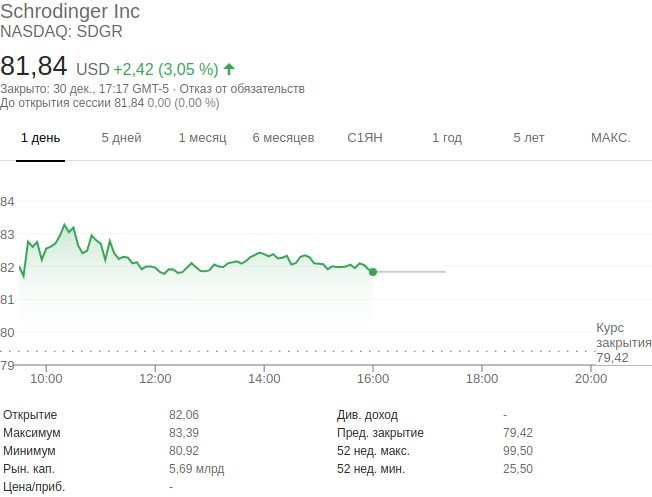 Schrodinger Inc
NASDAQ: SDGR
81,84 USD +2,42 (3,05 %)
Закрыто: 30 дек., 17:17 GMT-5 · Отказ от обязательств
До открытия сессии 81,84 0,00 (0,00 %)
1 день 5 дней 1 месяц 6 месяцев С1ЯН 1 год 5 лет МАКС.
84
83
82
81
80
Курс
закрытия
79,42
79
10:00 12:00 14:00 16:00 18:00 20:00
Открытие 82,06 Див. доход -
Максимум 83,39 Пред. закрытие 79,42
Минимум 80,92 52 нед. макс. 99,50
Рын. кап. 5,69 млрд 52 нед. мин. 25,50
Цена/приб. -